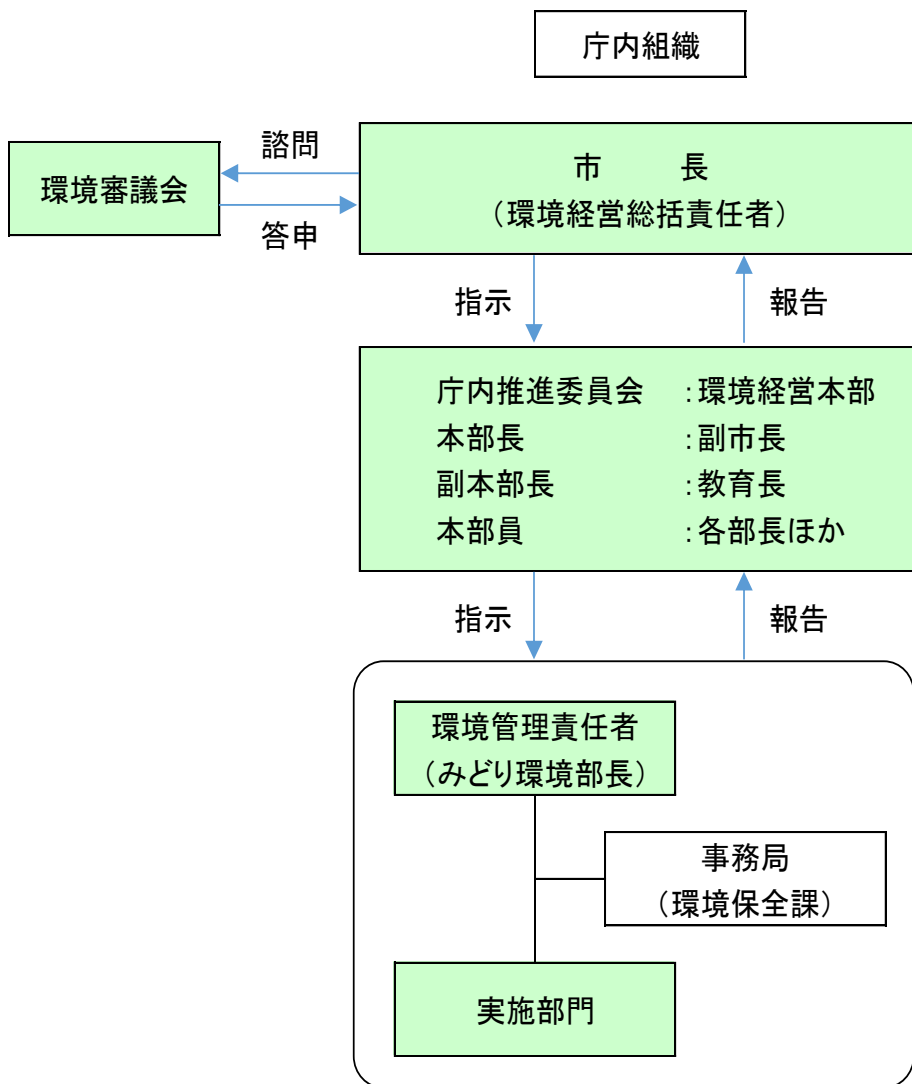 庁内組織
諮問
環境審議会
答申
市　　長
（環境経営総括責任者）
指示
報告
庁内推進委員会　：環境経営本部
本部長　：副市長
副本部長　：教育長
本部員　：各部長ほか
指示
報告
環境管理責任者
（みどり環境部長）
事務局
（環境保全課）
実施部門